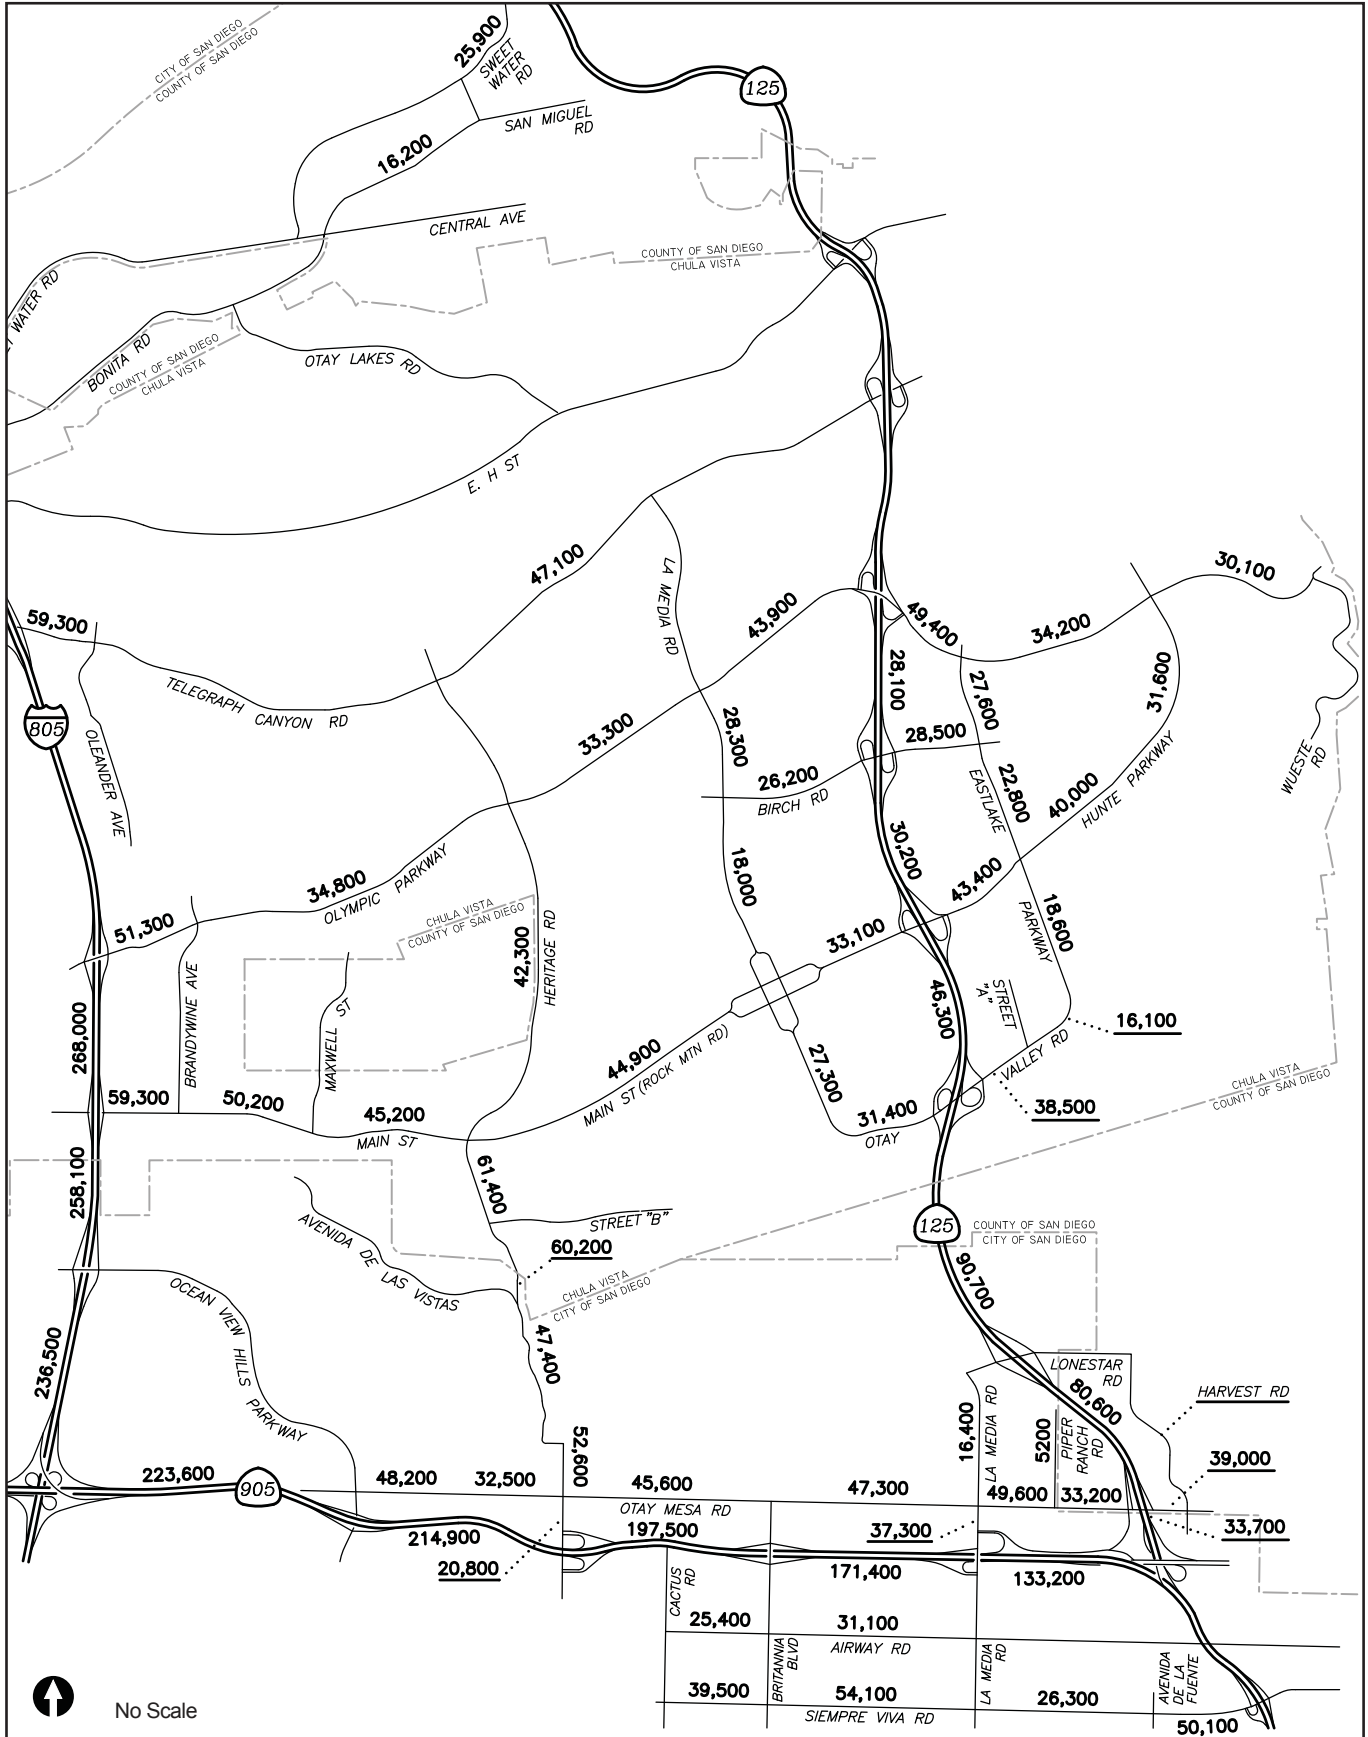 CITY OF SAN DIEGO
COUNTY OF SAN DIEGO
25,900
SWEET
WATER
RD
125
SAN MIGUEL
RD
16,200
CENTRAL AVE
COUNTY OF SAN DIEGO
CHULA VISTA
WATER RD
BONITA RD
COUNTY OF SAN DIEGO
CHULA VISTA
OTAY LAKES RD
E. H ST
47,100
LA MEDIA RD
43,900
49,400
34,200
30,100
59,300
TELEGRAPH CANYON RD
805
OLEANDER AVE
28,100
27,600
31,600
28,300
33,300
28,500
26,200
BIRCH RD
22,800
EASTLAKE
40,000
HUNTE PARKWAY
WUESTE
RD
30,200
43,400
18,000
34,800
OLYMPIC PARKWAY
51,300
CHULA VISTA
COUNTY OF SAN DIEGO
42,300
HERITAGE RD
33,100
18,600
PARKWAY
BRANDYWINE AVE
MAXWELL ST
268,000
46,300
STREET
"A"
16,100
44,900
MAIN ST (ROCK MTN RD)
27,300
VALLEY RD
59,300
50,200
45,200
MAIN ST
31,400
OTAY
38,500
CHULA VISTA
COUNTY OF SAN DIEGO
258,100
61,400
STREET "B"
60,200
AVENIDA DE LAS VISTAS
CHULA VISTA
CITY OF SAN DIEGO
125
COUNTY OF SAN DIEGO
CITY OF SAN DIEGO
90,700
OCEAN VIEW HILLS PARKWAY
236,500
47,400
LONESTAR
RD
80,600
HARVEST RD
16,400
LA MEDIA RD
5200
PIPER
RANCH
RD
39,000
52,600
223,600
905
48,200
32,500
45,600
47,300
49,600
33,200
OTAY MESA RD
33,700
214,900
197,500
37,300
20,800
171,400
133,200
CACTUS
RD
25,400
31,100
AIRWAY RD
BRITANNIA
BLVD
LA MEDIA
RD
AVENIDA
DE LA
FUENTE
39,500
54,100
26,300
SIEMPRE VIVA RD
50,100
No Scale